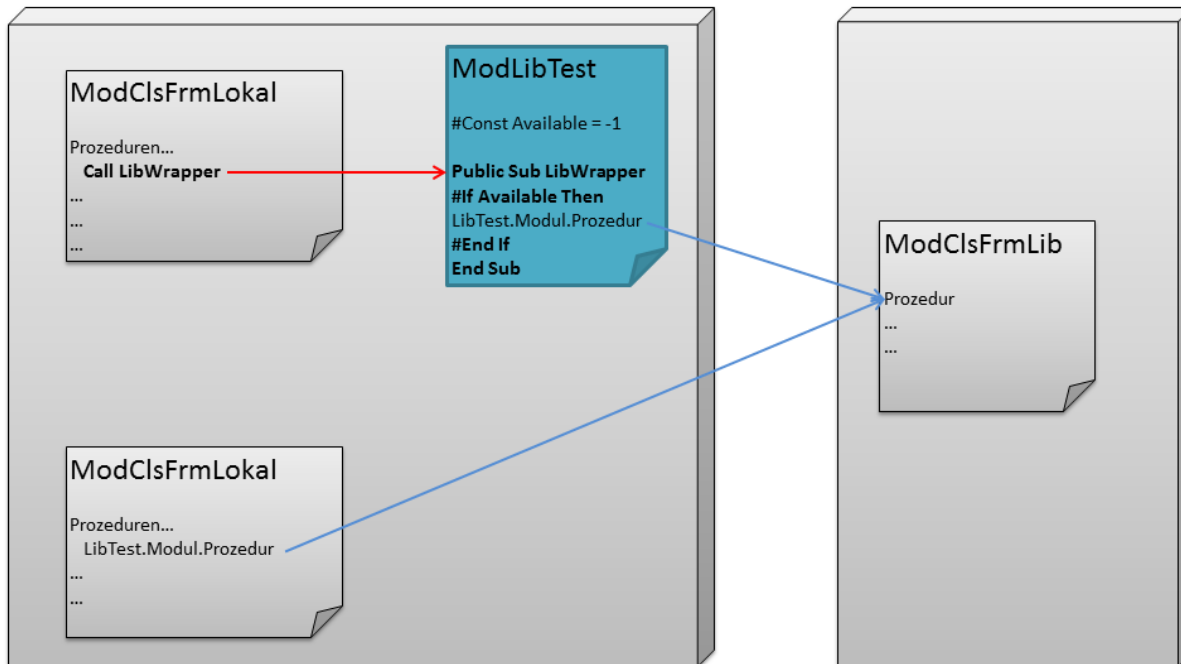 ModClsFrmLokal
Prozeduren...
Call LibWrapper
...
...
...
ModLibTest
#Const Available = -1
Public Sub LibWrapper
#If Available Then
LibTest.Modul.Prozedur
#End If
End Sub
ModClsFrmLib
Prozedur
...
...
ModClsFrmLokal
Prozeduren...
LibTest.Modul.Prozedur
...
...